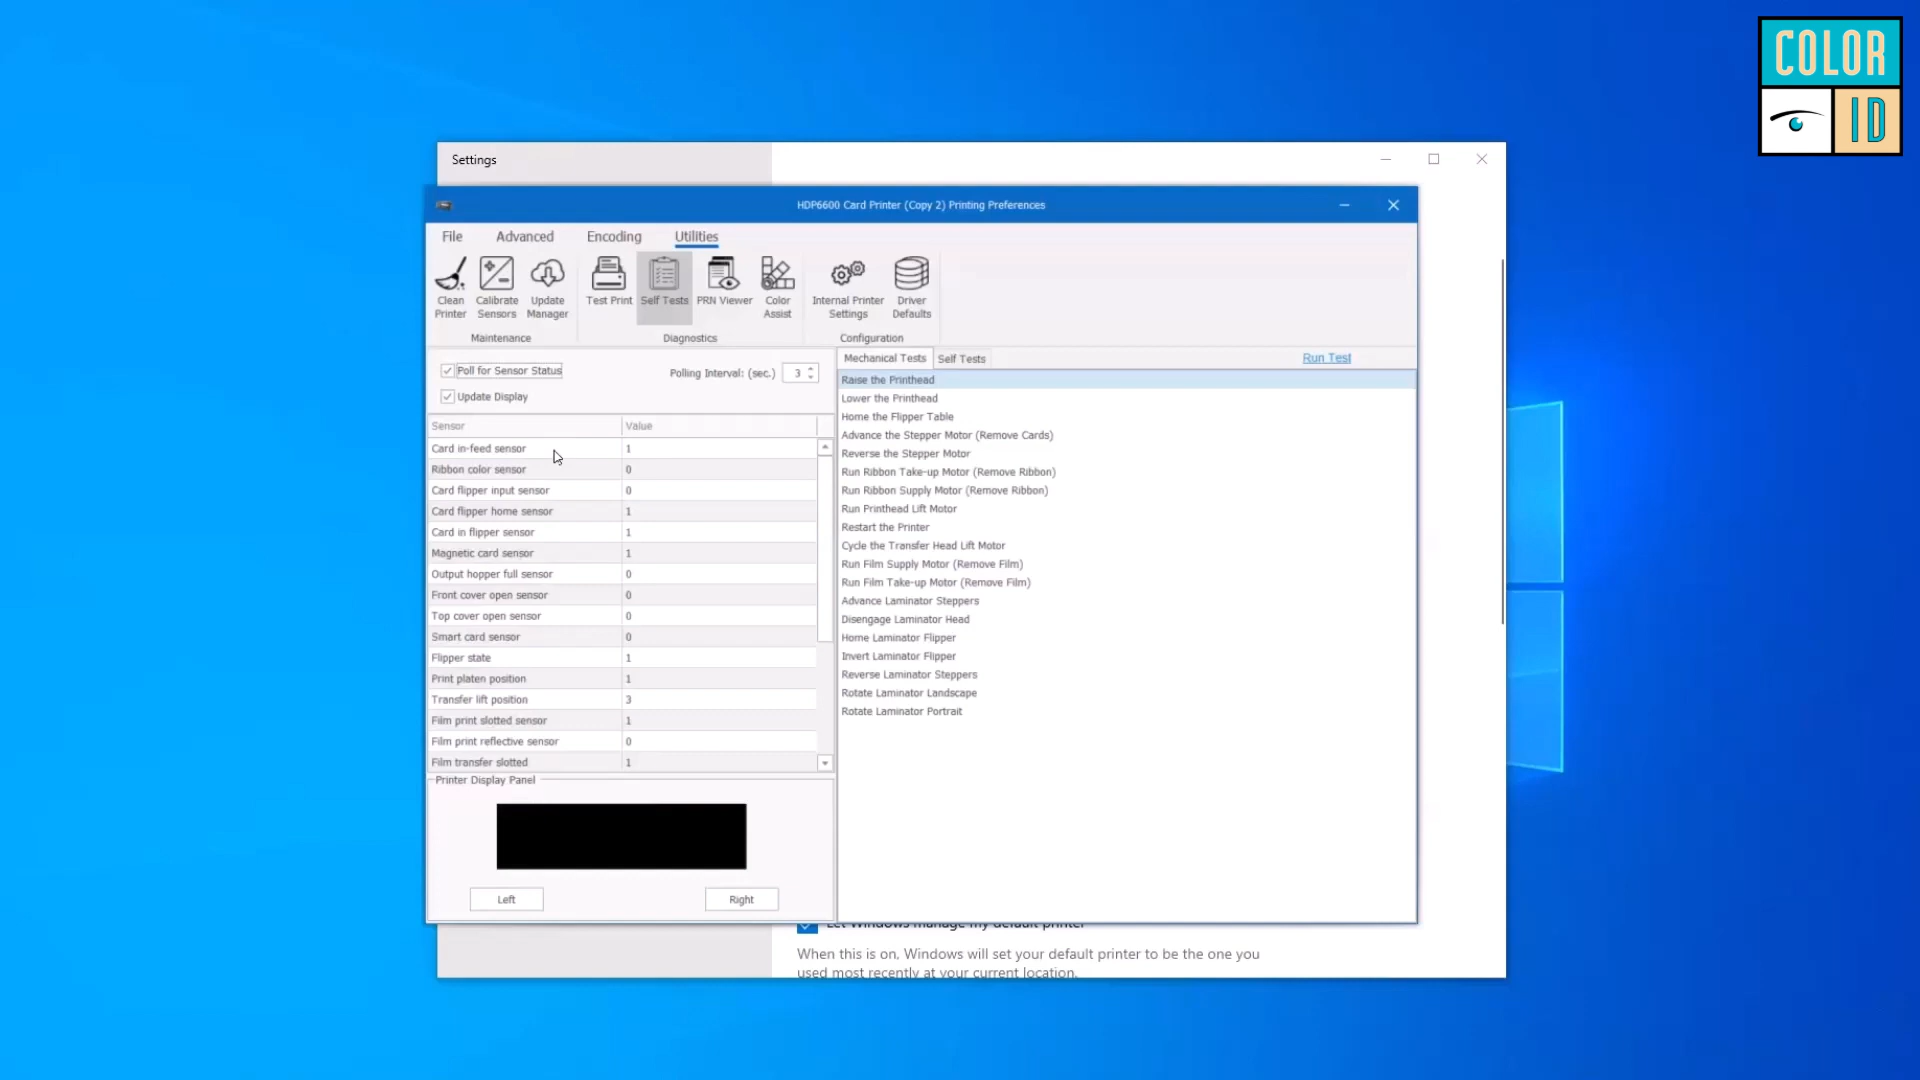 COLOR
ID
Settings
HDP6600 Card Printer (Copy 2) Printing Preferences
File Advanced Encoding Utilities
Clean Printer
Calibrate Sensors
Update Manager
Test Print
Self Tests
PRN Viewer
Color Assist
Internal Printer Settings
Driver Defaults
Maintenance Diagnostics Configuration
Poll for Sensor Status
Polling Interval: (sec.) 3
Update Display
Sensor Value
Card in-feed sensor 1
Ribbon color sensor 0
Card flipper input sensor 0
Card flipper home sensor 1
Card in flipper sensor 1
Magnetic card sensor 1
Output hopper full sensor 0
Front cover open sensor 0
Top cover open sensor 0
Smart card sensor 0
Flipper state 1
Print platen position 1
Transfer lift position 3
Film print slotted sensor 1
Film print reflective sensor 0
Film transfer slotted 1
Printer Display Panel
Left Right
Mechanical Tests Self Tests Run Test
Raise the Printhead
Lower the Printhead
Home the Flipper Table
Advance the Stepper Motor (Remove Cards)
Reverse the Stepper Motor
Run Ribbon Take-up Motor (Remove Ribbon)
Run Ribbon Supply Motor (Remove Ribbon)
Run Printhead Lift Motor
Restart the Printer
Cycle the Transfer Head Lift Motor
Run Film Supply Motor (Remove Film)
Run Film Take-up Motor (Remove Film)
Advance Laminator Steppers
Disengage Laminator Head
Home Laminator Flipper
Invert Laminator Flipper
Reverse Laminator Steppers
Rotate Laminator Landscape
Rotate Laminator Portrait
Let Windows manage my default printer
When this is on, Windows will set your default printer to be the one you
used most recently at your current location.